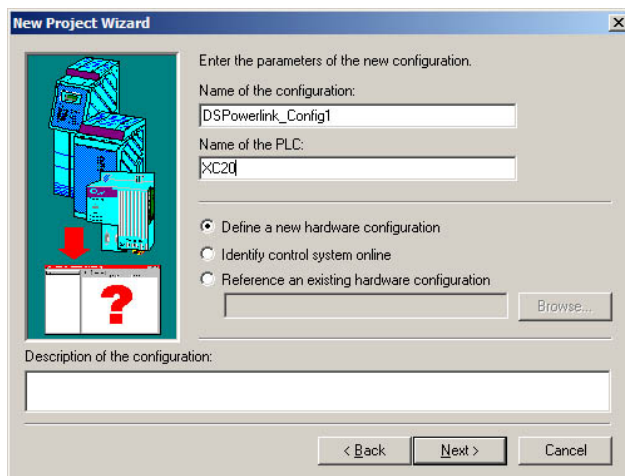 New Project Wizard
Enter the parameters of the new configuration.
Name of the configuration:
DSPowerlink_Config1
Name of the PLC:
XC20
Define a new hardware configuration
Identify control system online
Reference an existing hardware configuration
Browse...
?
Description of the configuration:
< Back
Next >
Cancel